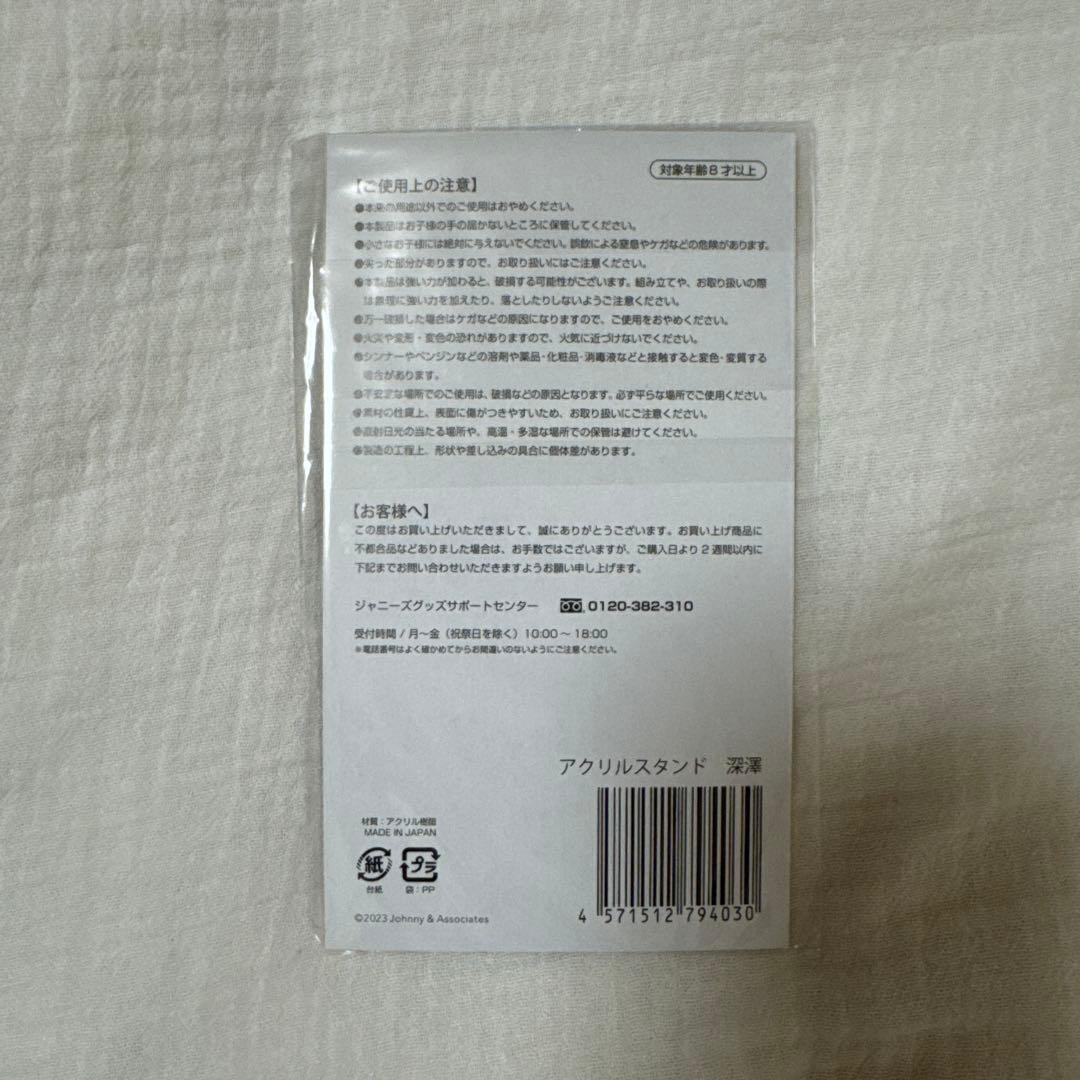 対象年齢8才以上
【ご使用上の注意】
●本来の用途以外でのご使用はおやめください。
●本製品はお子様の手の届かないところに保管してください。
●小さなお子様には絶対に与えないでください。誤飲による窒息やケガなどの危険があります。
●尖った部分がありますので、お取り扱いにはご注意ください。
●本製品は強い力が加わると、破損する可能性がございます。組み立てや、お取り扱いの際
は無理に強い力を加えたり、落としたりしないようご注意ください。
●万一破損した場合はケガなどの原因になりますので、ご使用をおやめください。
●火災や変形・変色の恐れがありますので、火気に近づけないでください。
●シンナーやベンジンなどの溶剤や薬品・化粧品・消毒液などと接触すると変色・変質する
場合があります。
●不安定な場所でのご使用は、破損などの原因となります。必ず平らな場所でご使用ください。
●素材の性質上、表面に傷がつきやすいため、お取り扱いにご注意ください。
●直射日光の当たる場所や、高温・多湿な場所での保管は避けてください。
●製造の工程上、形状や差し込みの具合に個体差があります。
【お客様へ】
この度はお買い上げいただきまして、誠にありがとうございます。お買い上げ商品に
不都合品などありました場合は、お手数ではございますが、ご購入日より2週間以内に
下記までお問い合わせいただきますようお願い申し上げます。
ジャニーズグッズサポートセンター 0120-382-310
受付時間 / 月〜金（祝祭日を除く）10:00〜18:00
※電話番号はよく確かめてからお間違いのないようにご注意ください。
アクリルスタンド 深澤
材質：アクリル樹脂
MADE IN JAPAN
紙 プラ
台紙 袋：PP
©2023 Johnny & Associates
4 571512 794030